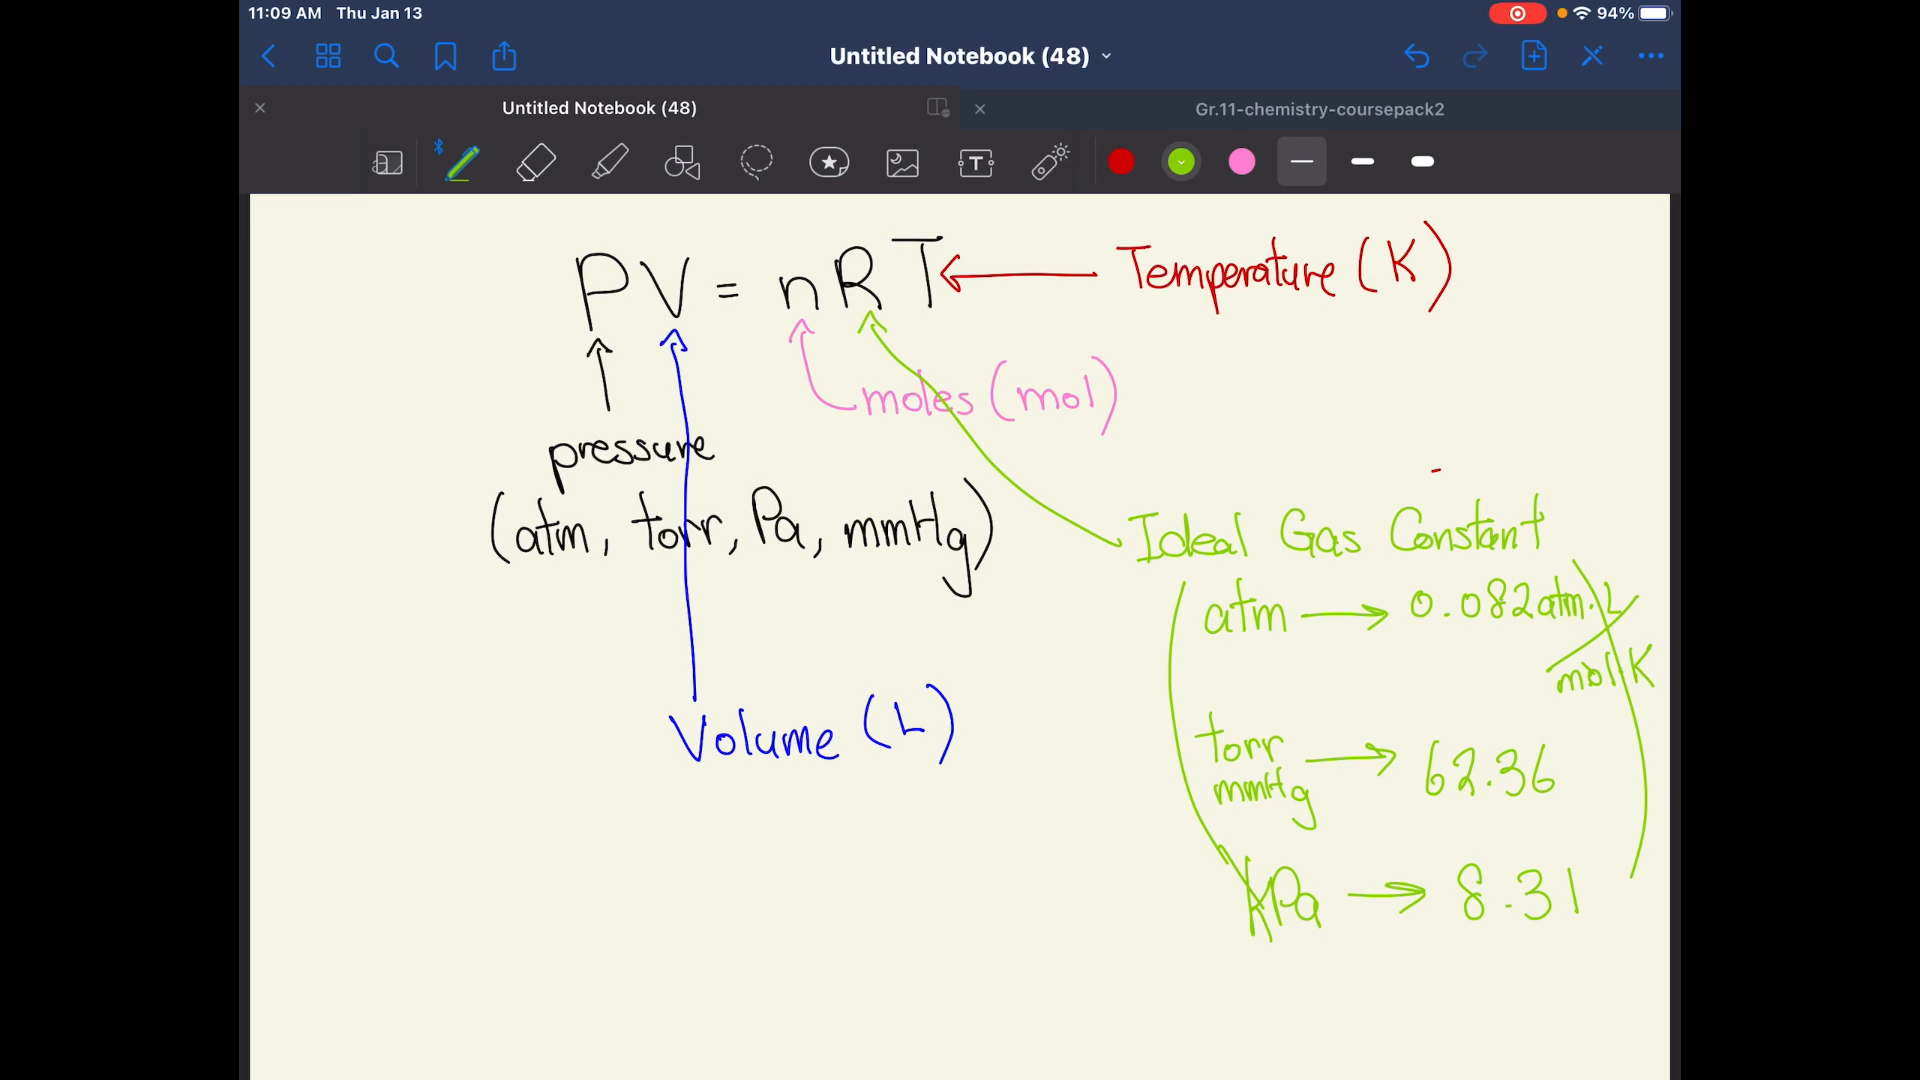 11:09 AM Thu Jan 13
94%
Untitled Notebook (48)
Untitled Notebook (48)
Gr.11-chemistry-coursepack2
PV = nRT
Temperature (K)
moles (mol)
pressure
(atm, torr, Pa, mmHg)
Ideal Gas Constant
atm → 0.082 atm·L/mol·K
torr
mmHg → 62.36
Volume (L)
kPa → 8.31